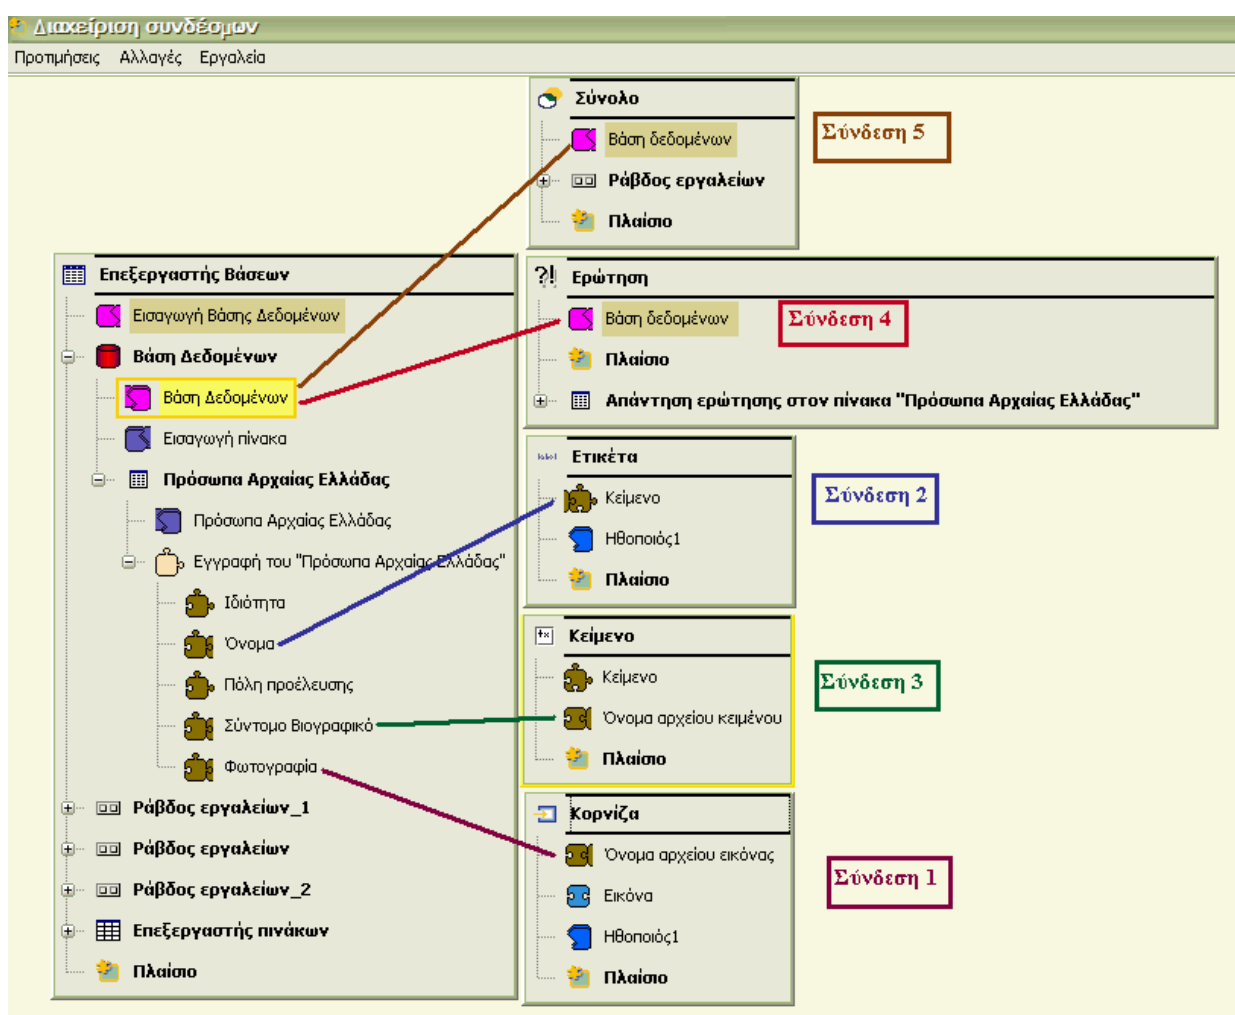 Διαχείριση συνδέσμων
Προτιμήσεις Αλλαγές Εργαλεία
Σύνολο
Βάση δεδομένων
Ράβδος εργαλείων
Πλαίσιο
Σύνδεση 5
Επεξεργαστής Βάσεων
Εισαγωγή Βάσης Δεδομένων
Βάση Δεδομένων
Βάση Δεδομένων
Εισαγωγή πίνακα
Πρόσωπα Αρχαίας Ελλάδας
Πρόσωπα Αρχαίας Ελλάδας
Εγγραφή του "Πρόσωπα Αρχαίας Ελλάδας"
Ιδιότητα
Όνομα
Πόλη προέλευσης
Σύντομο Βιογραφικό
Φωτογραφία
Ράβδος εργαλείων_1
Ράβδος εργαλείων
Ράβδος εργαλείων_2
Επεξεργαστής πινάκων
Πλαίσιο
?! Ερώτηση
Βάση δεδομένων
Πλαίσιο
Απάντηση ερώτησης στον πίνακα "Πρόσωπα Αρχαίας Ελλάδας"
Σύνδεση 4
label Ετικέτα
Κείμενο
Ηθοποιός1
Πλαίσιο
Σύνδεση 2
Κείμενο
Κείμενο
Όνομα αρχείου κειμένου
Πλαίσιο
Σύνδεση 3
Κορνίζα
Όνομα αρχείου εικόνας
Εικόνα
Ηθοποιός1
Πλαίσιο
Σύνδεση 1